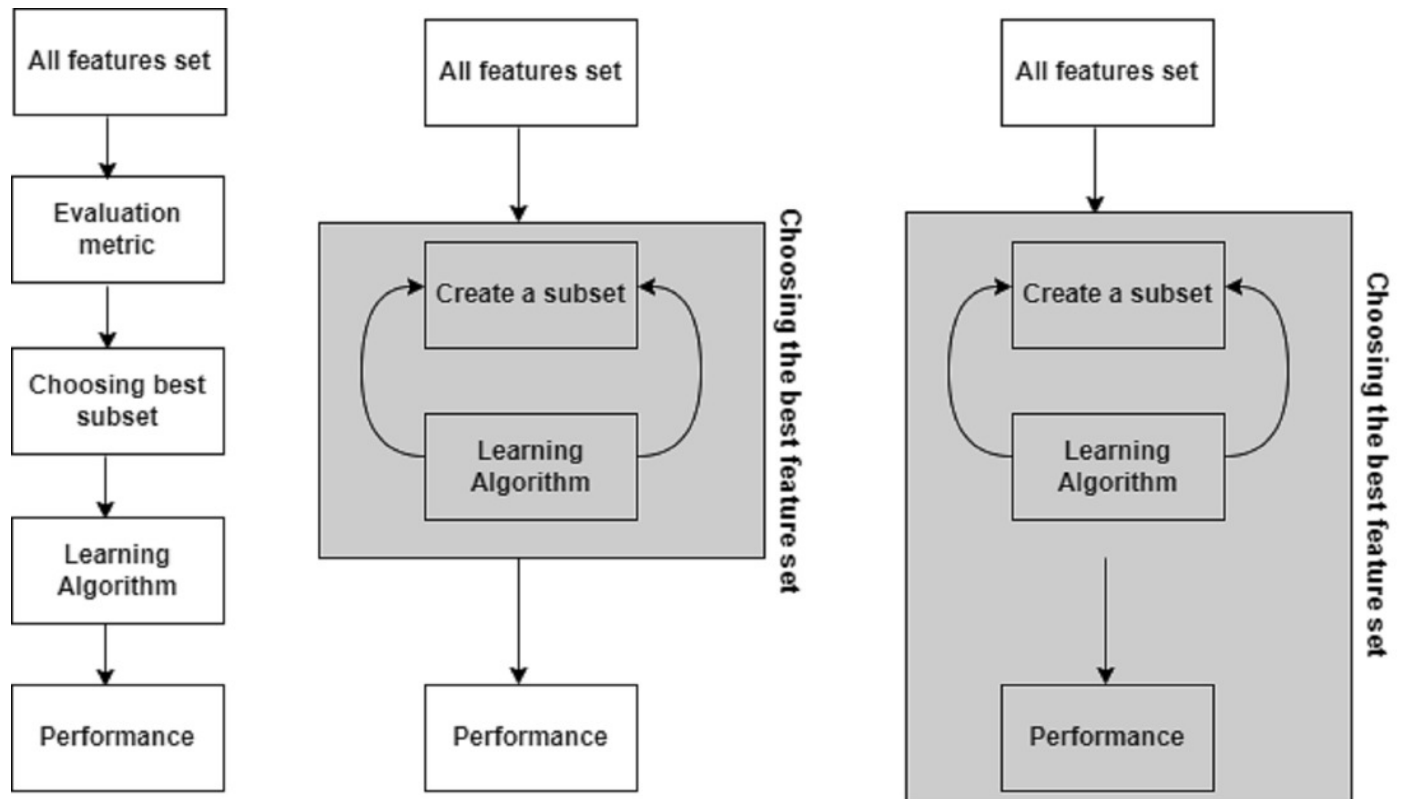 All features set
Evaluation
metric
Choosing best
subset
Learning
Algorithm
Performance
All features set
Create a subset
Learning
Algorithm
Choosing the best feature set
Performance
All features set
Create a subset
Learning
Algorithm
Performance
Choosing the best feature set